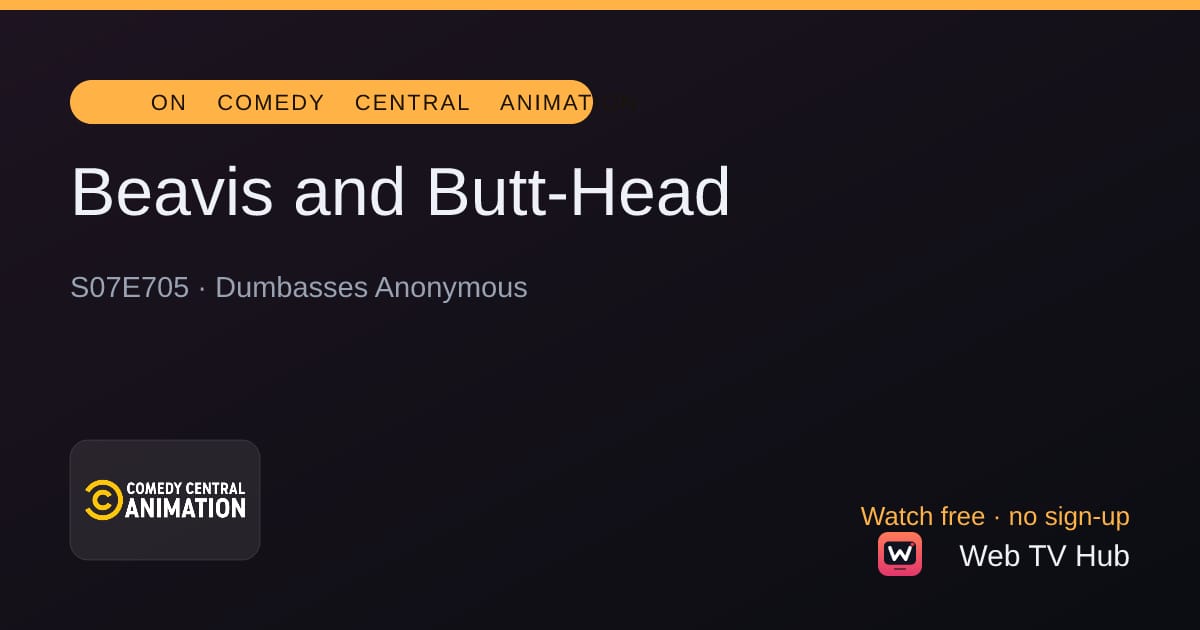 ON COMEDY CENTRAL ANIMATION
Beavis and Butt-Head
S07E705 · Dumbasses Anonymous
COMEDY CENTRAL
ANIMATION
Watch free · no sign-up
W
Web TV Hub